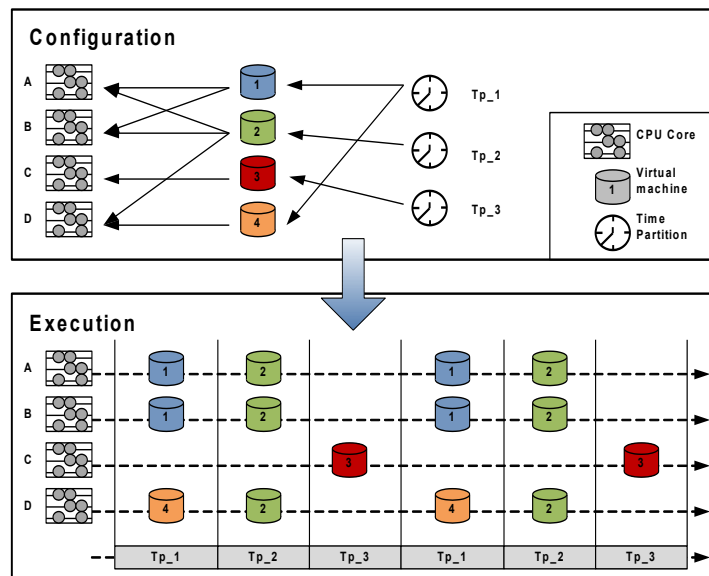 Configuration
A
1
Tp_1
B
2
CPU Core
Tp_2
C
3
1
Virtual
machine
Tp_3
D
4
Time
Partition
Execution
A
1
2
1
2
B
1
2
1
2
C
3
3
D
4
2
4
2
Tp_1 Tp_2 Tp_3 Tp_1 Tp_2 Tp_3